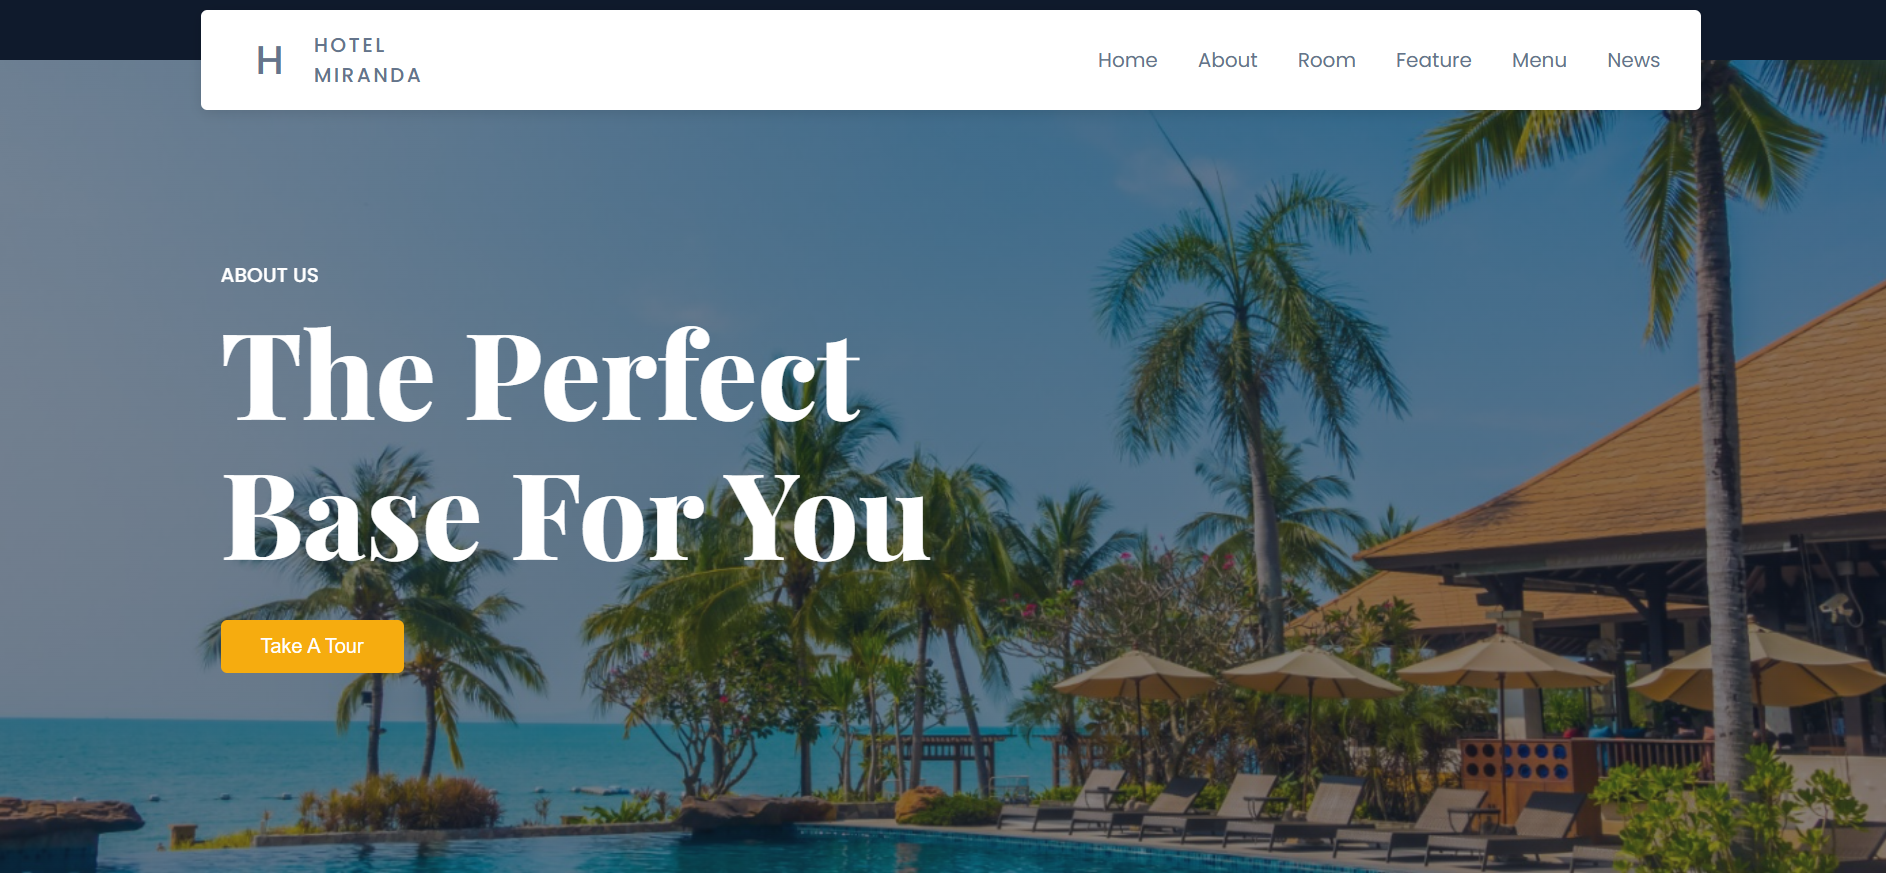 H
HOTEL
MIRANDA
Home About Room Feature Menu News
ABOUT US
The Perfect
Base For You
Take A Tour